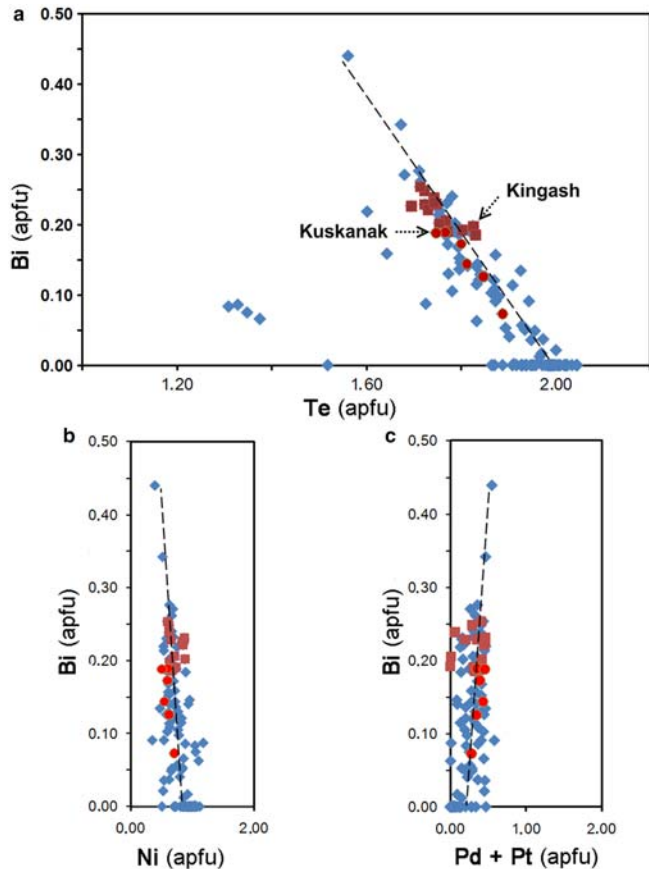 a
0.50
0.40
0.30
0.20
0.10
0.00
Bi (apfu)
Kingash
Kuskanak
1.20 1.60 1.80 2.00
Te (apfu)
b
0.50
0.40
0.30
0.20
0.10
0.00
Bi (apfu)
0.00 2.00
Ni (apfu)
c
0.50
0.40
0.30
0.20
0.10
0.00
Bi (apfu)
0.00 1.00 2.00
Pd + Pt (apfu)